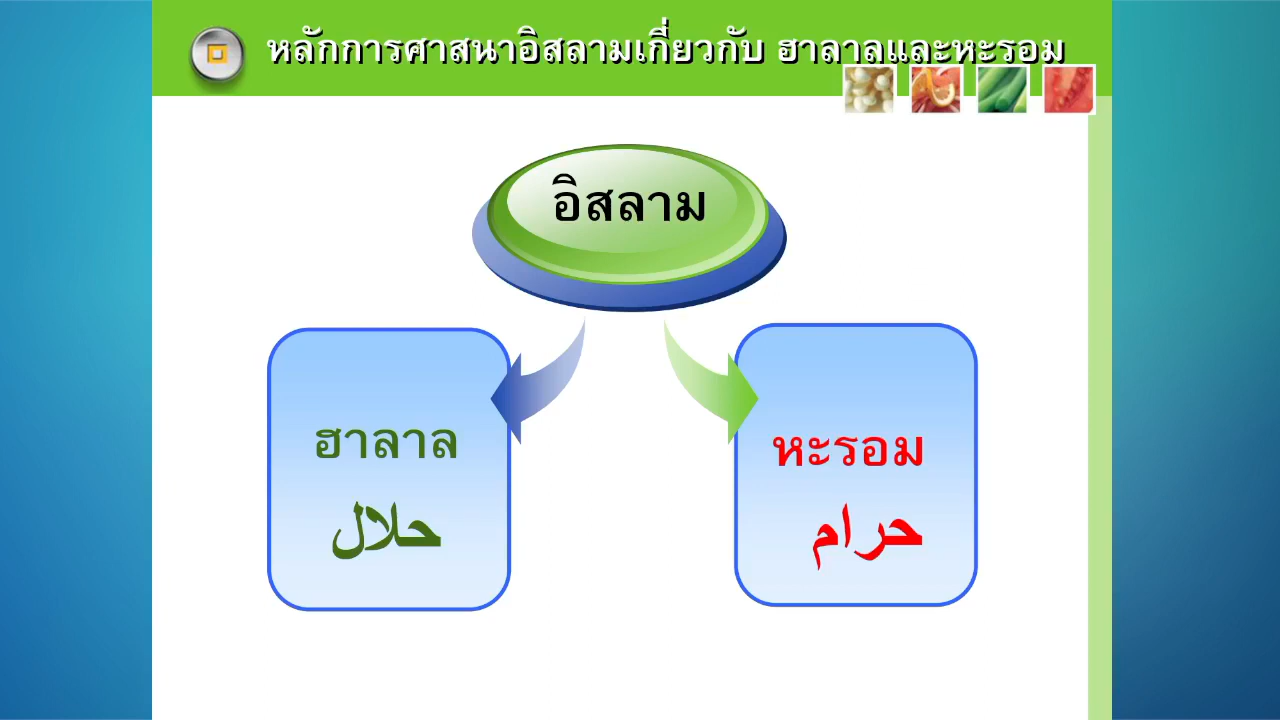 หลักการศาสนาอิสลามเกี่ยวกับ ฮาลาลและหะรอม
อิสลาม
ฮาลาล
حلال
หะรอม
حرام